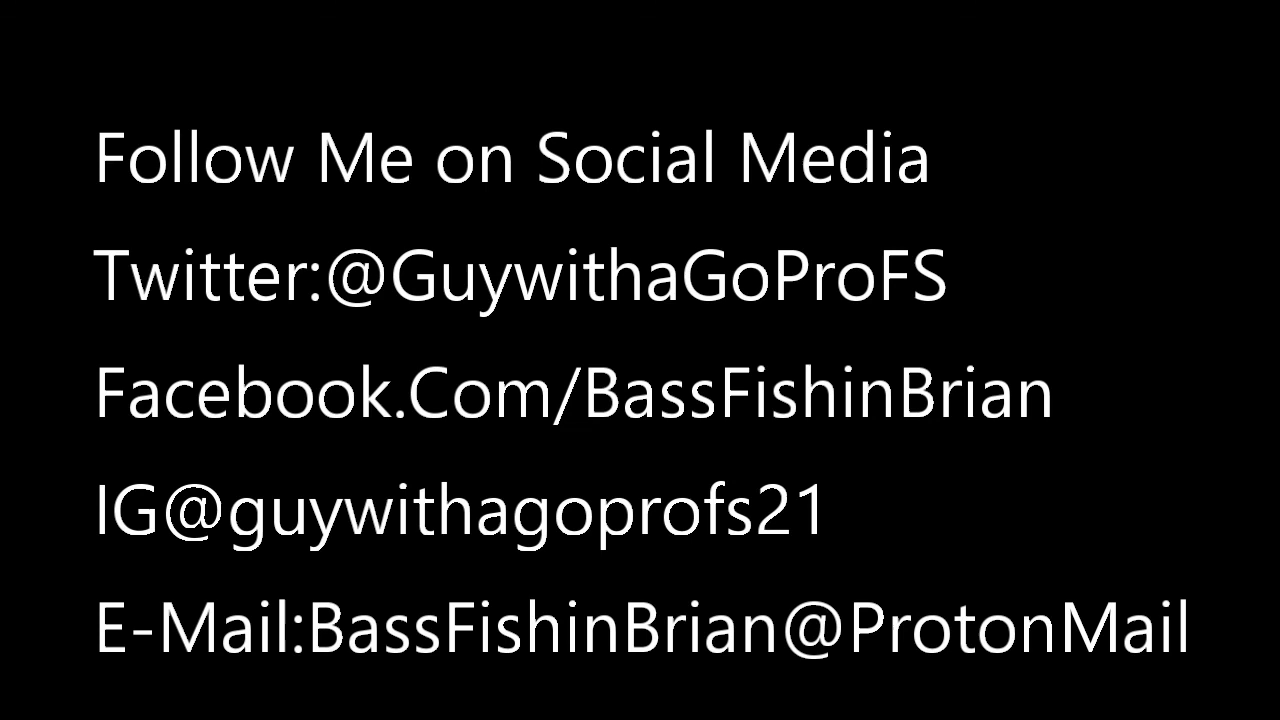 Follow Me on Social Media
Twitter:@GuywithaGoProFS
Facebook.Com/BassFishinBrian
IG@guywithagoprofs21
E-Mail:BassFishinBrian@ProtonMail